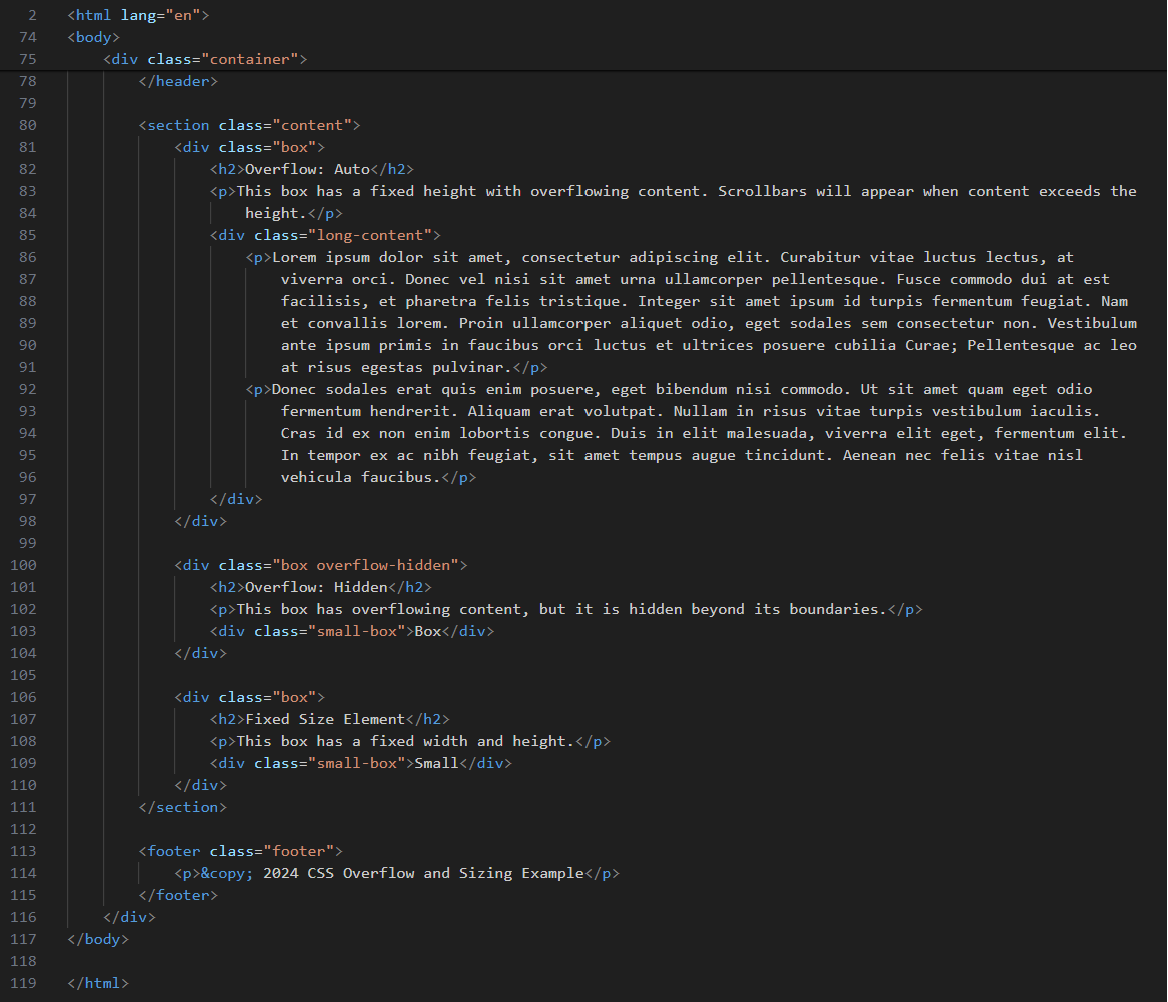 2 <html lang="en">
74 <body>
75     <div class="container">
78         </header>
79
80         <section class="content">
81             <div class="box">
82                 <h2>Overflow: Auto</h2>
83                 <p>This box has a fixed height with overflowing content. Scrollbars will appear when content exceeds the
84                     height.</p>
85                 <div class="long-content">
86                     <p>Lorem ipsum dolor sit amet, consectetur adipiscing elit. Curabitur vitae luctus lectus, at
87                         viverra orci. Donec vel nisi sit amet urna ullamcorper pellentesque. Fusce commodo dui at est
88                         facilisis, et pharetra felis tristique. Integer sit amet ipsum id turpis fermentum feugiat. Nam
89                         et convallis lorem. Proin ullamcorper aliquet odio, eget sodales sem consectetur non. Vestibulum
90                         ante ipsum primis in faucibus orci luctus et ultrices posuere cubilia Curae; Pellentesque ac leo
91                         at risus egestas pulvinar.</p>
92                     <p>Donec sodales erat quis enim posuere, eget bibendum nisi commodo. Ut sit amet quam eget odio
93                         fermentum hendrerit. Aliquam erat volutpat. Nullam in risus vitae turpis vestibulum iaculis.
94                         Cras id ex non enim lobortis congue. Duis in elit malesuada, viverra elit eget, fermentum elit.
95                         In tempor ex ac nibh feugiat, sit amet tempus augue tincidunt. Aenean nec felis vitae nisl
96                         vehicula faucibus.</p>
97                 </div>
98             </div>
99
100             <div class="box overflow-hidden">
101                 <h2>Overflow: Hidden</h2>
102                 <p>This box has overflowing content, but it is hidden beyond its boundaries.</p>
103                 <div class="small-box">Box</div>
104             </div>
105
106             <div class="box">
107                 <h2>Fixed Size Element</h2>
108                 <p>This box has a fixed width and height.</p>
109                 <div class="small-box">Small</div>
110             </div>
111         </section>
112
113         <footer class="footer">
114             <p>&copy; 2024 CSS Overflow and Sizing Example</p>
115         </footer>
116     </div>
117 </body>
118
119 </html>